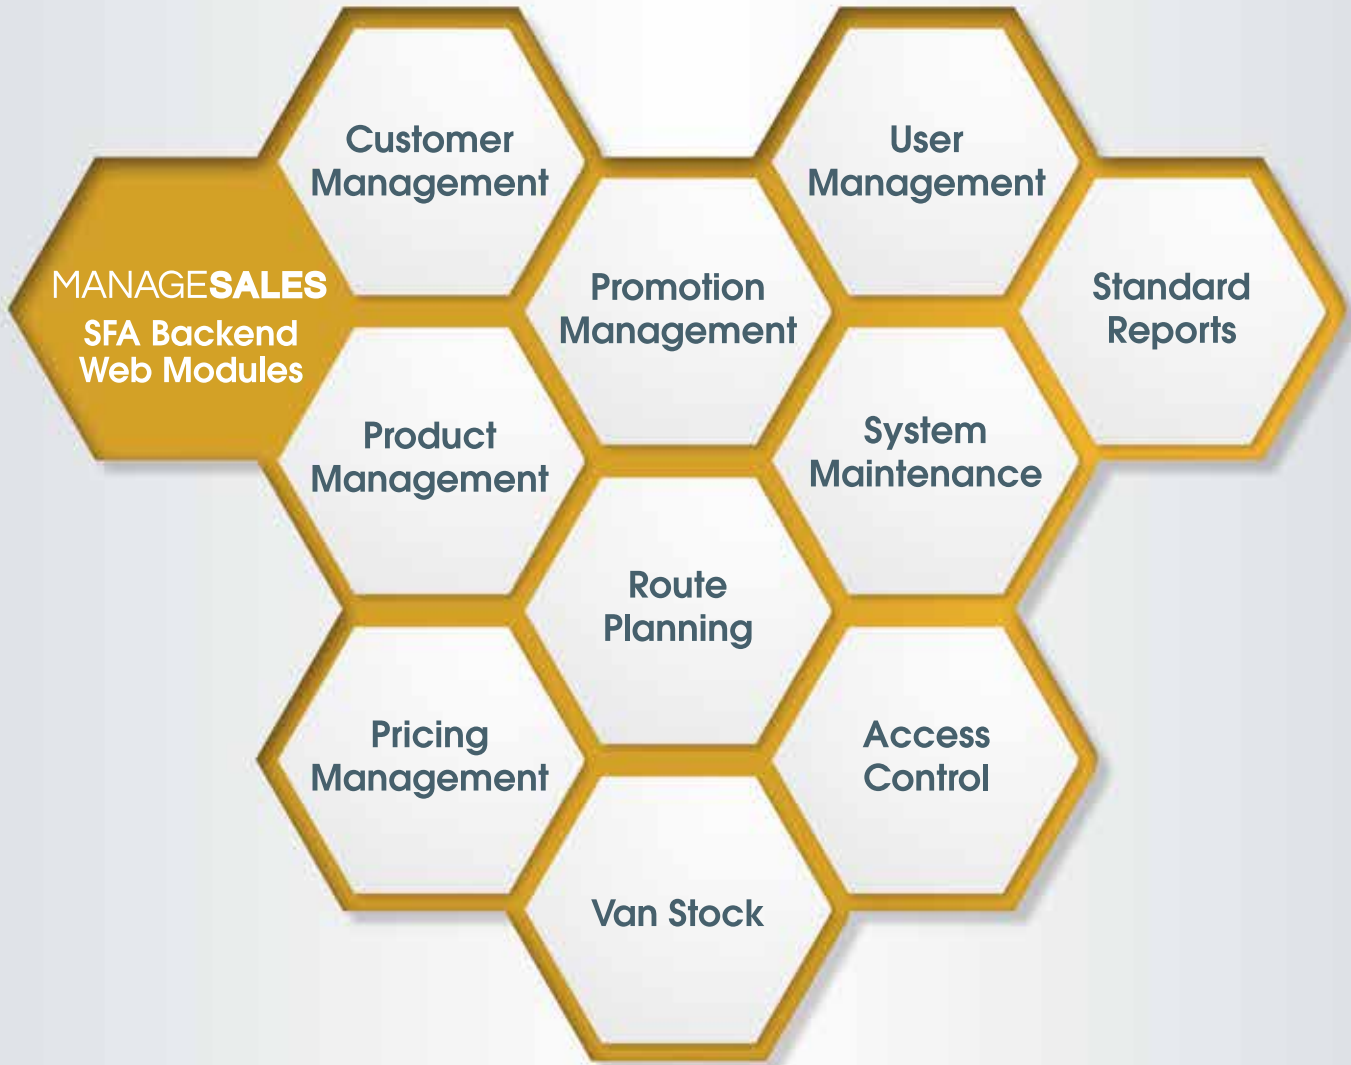 MANAGESALES
SFA Backend
Web Modules
Customer
Management
Product
Management
Pricing
Management
Promotion
Management
Route
Planning
Van Stock
User
Management
System
Maintenance
Access
Control
Standard
Reports